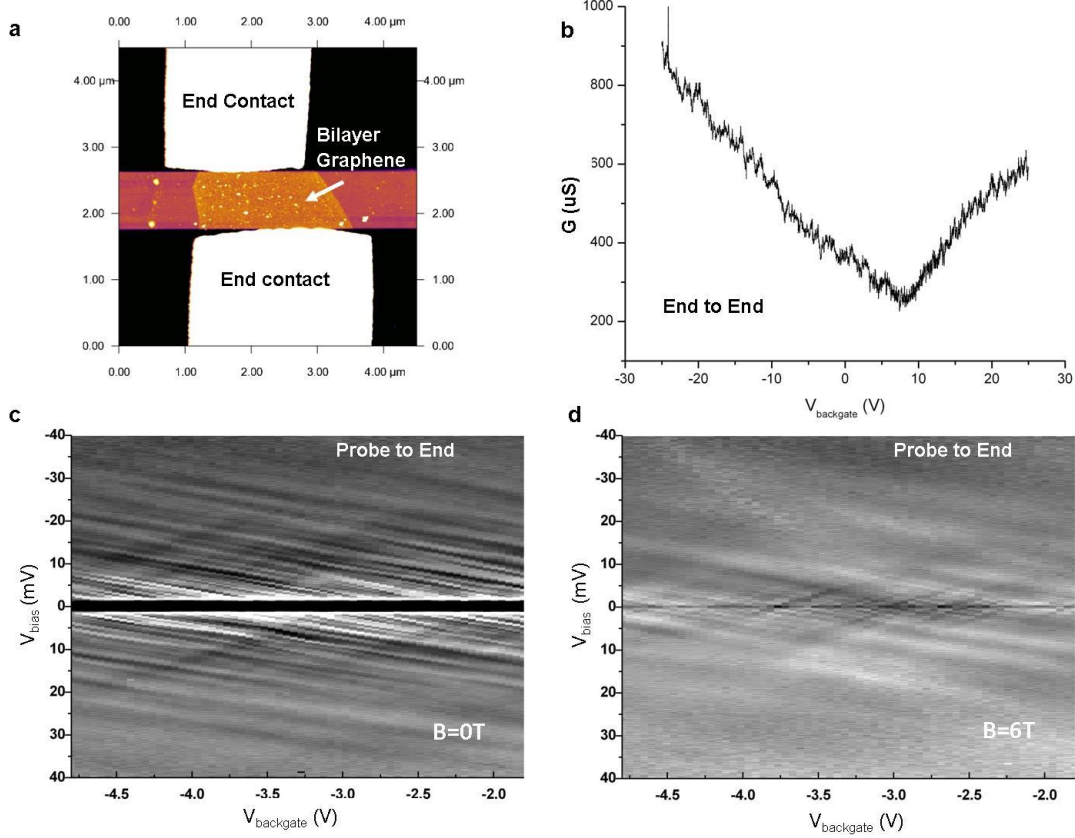 a
0.00 1.00 2.00 3.00 4.00 µm
4.00 µm
3.00
2.00
1.00
0.00
End Contact
Bilayer
Graphene
End contact
4.00 µm
3.00
2.00
1.00
0.00
0.00 1.00 2.00 3.00 4.00 µm
b
1000
800
600
400
200
G (uS)
End to End
-30 -20 -10 0 10 20 30
Vbackgate (V)
c
-40
-30
-20
-10
0
10
20
30
40
Vbias (mV)
Probe to End
B=0T
-4.5 -4.0 -3.5 -3.0 -2.5 -2.0
Vbackgate (V)
d
-40
-30
-20
-10
0
10
20
30
40
Vbias (mV)
Probe to End
B=6T
-4.5 -4.0 -3.5 -3.0 -2.5 -2.0
Vbackgate (V)